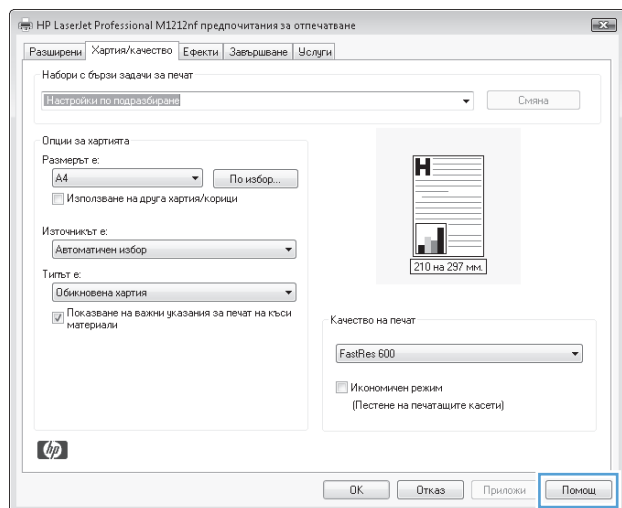 HP LaserJet Professional M1212nf предпочитания за отпечатване
Разширени Хартия/качество Ефекти Завършване Услуги
Набори с бързи задачи за печат
Настройки по подразбиране
Смяна
Опции за хартията
Размерът е:
A4
По избор...
Използване на друга хартия/корици
Източникът е:
Автоматичен избор
Типът е:
Обикновена хартия
Показване на важни указания за печат на къси
материали
H
210 на 297 мм.
Качество на печат
FastRes 600
Икономичен режим
(Пестене на печатащите касети)
hp
OK Отказ Приложи Помощ